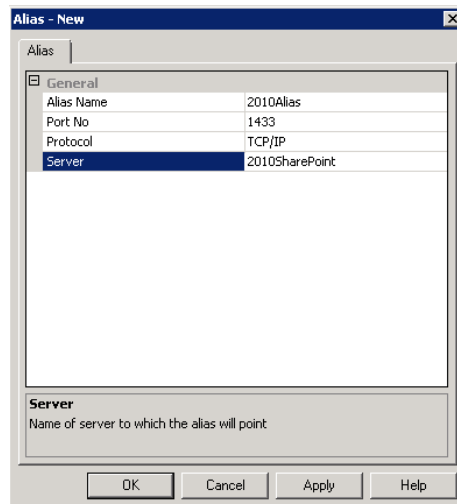 Alias - New
Alias
General
Alias Name 2010Alias
Port No 1433
Protocol TCP/IP
Server 2010SharePoint
Server
Name of server to which the alias will point
OK Cancel Apply Help